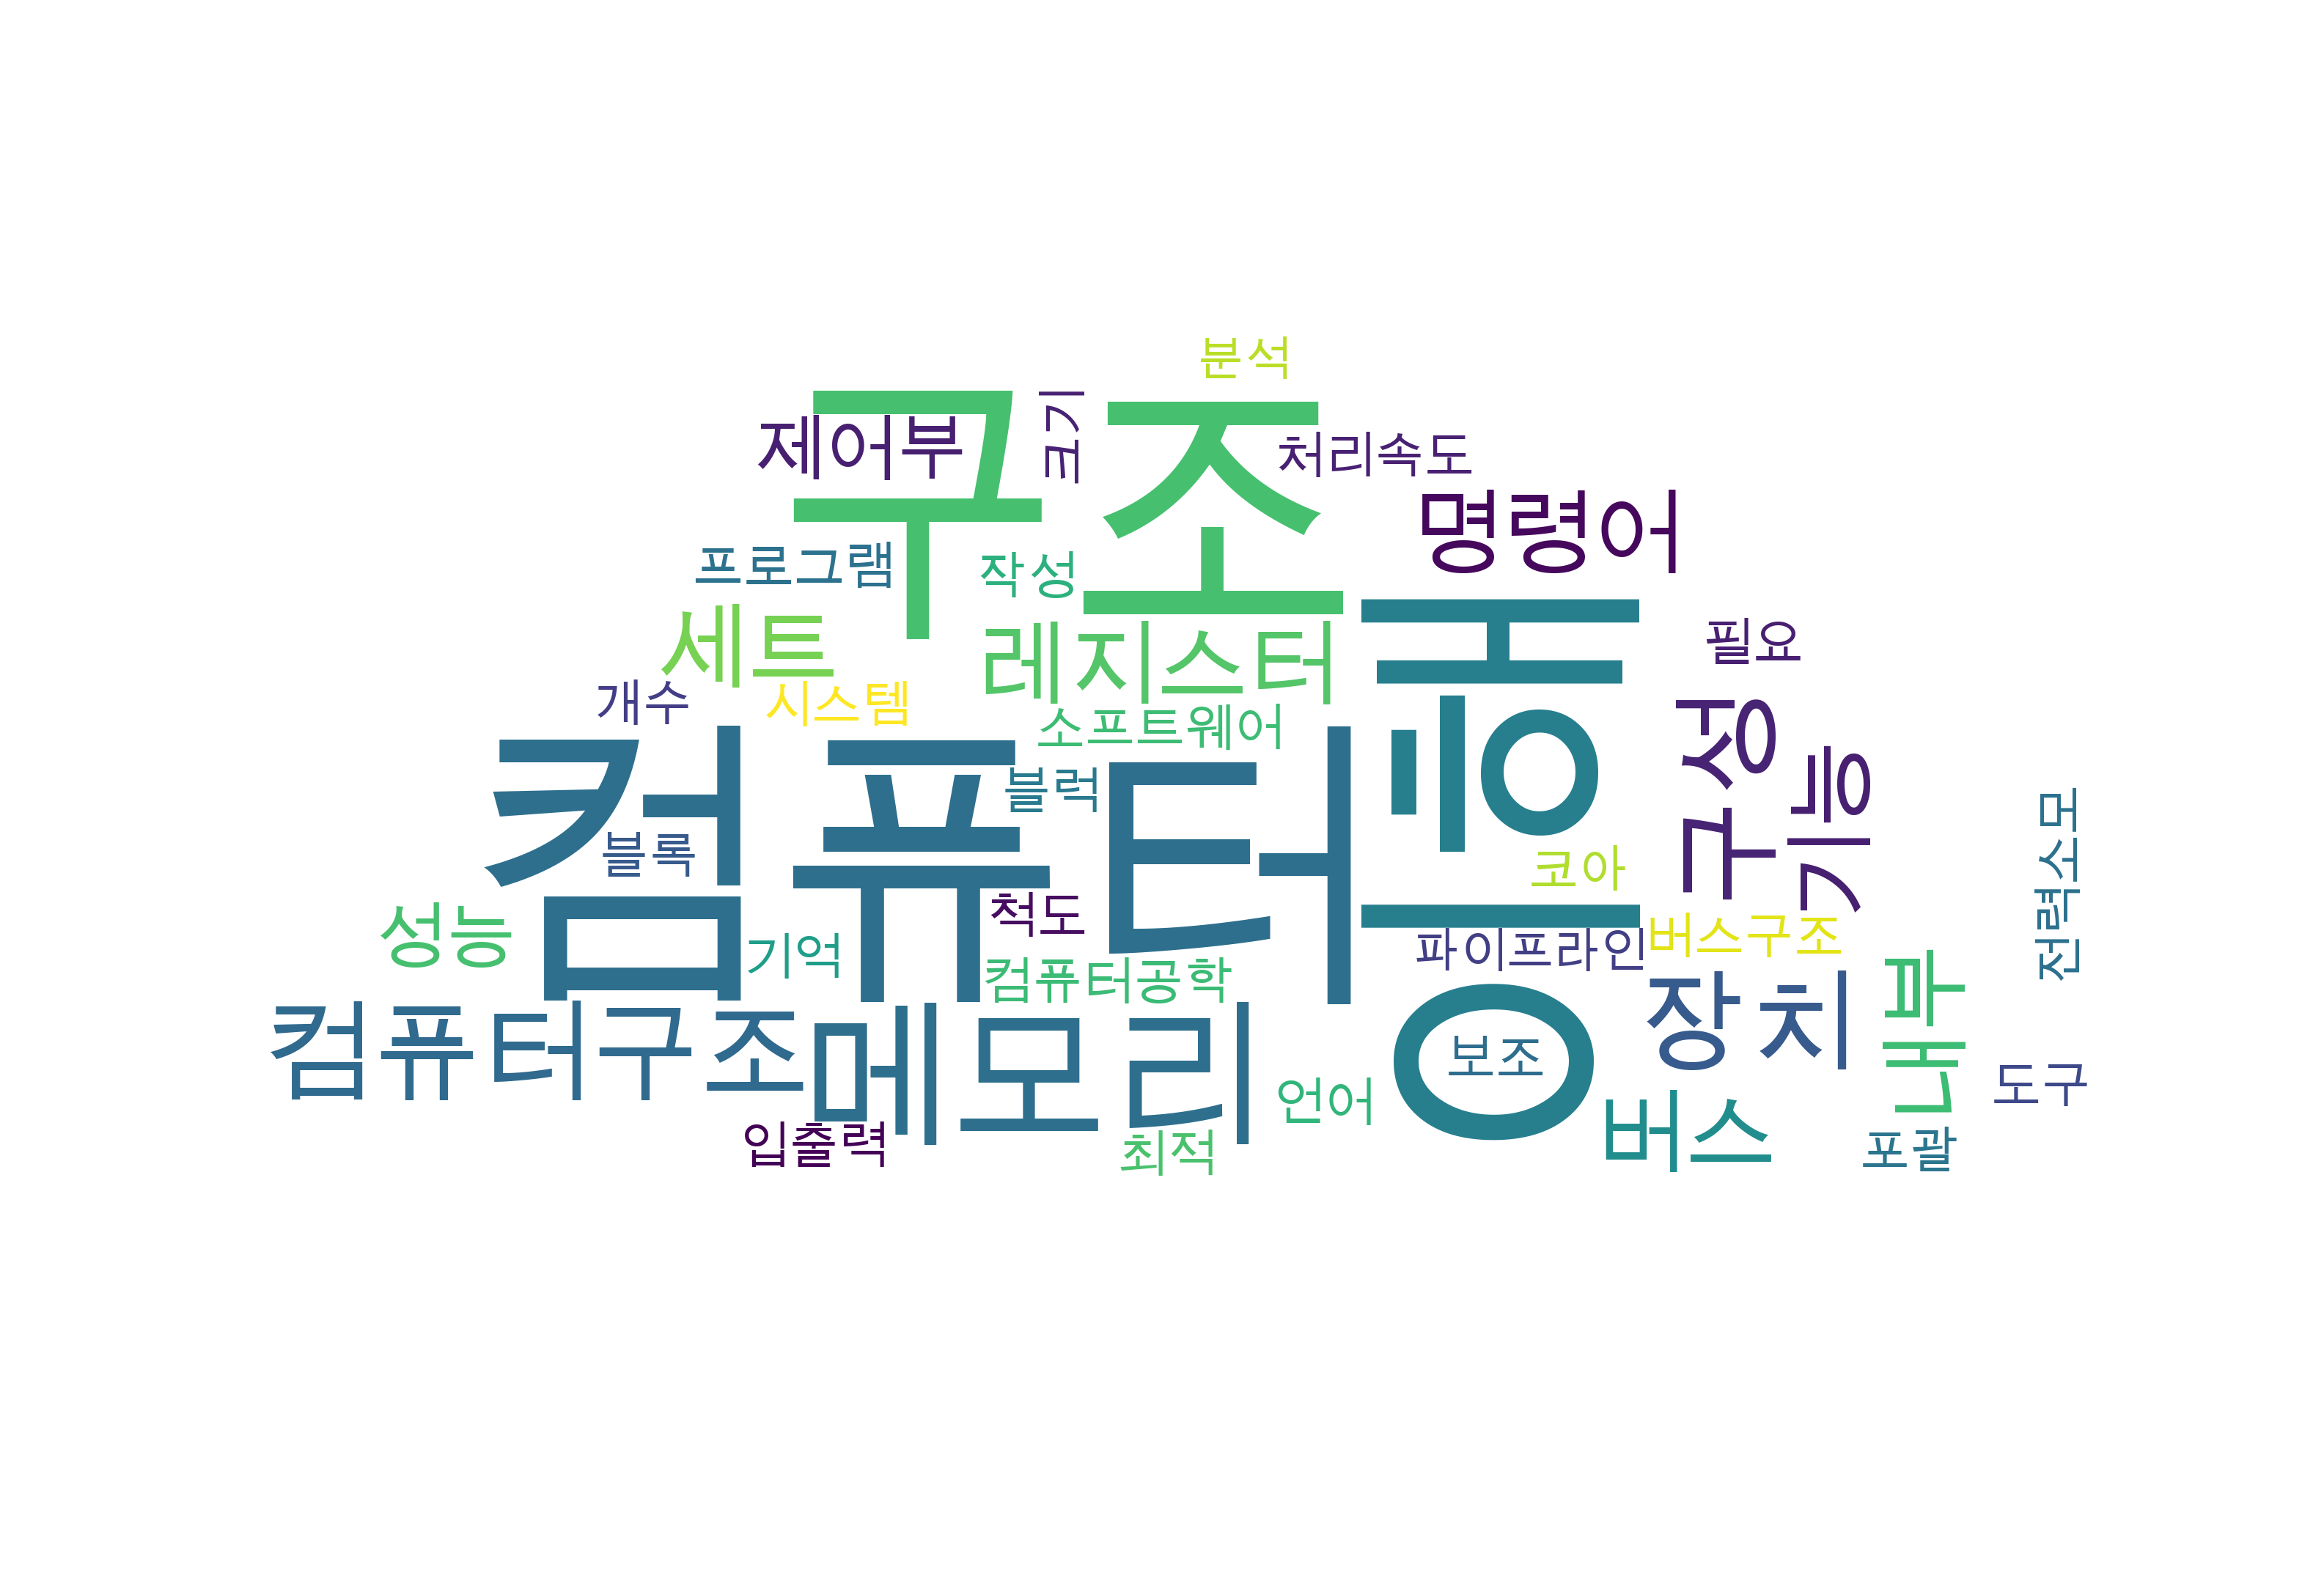 분석
구조
크기
제어부
처리속도
명령어
프로그램
작성
세트
레지스터
이해
필요
개수
시스템
소프트웨어
컴퓨터
블럭
블록
구성
기능
전력소모
코아
척도
성능
기억
버스구조
파이프라인
컴퓨터공학
내부
장치
컴퓨터구조
메모리
보조
도구
언어
버스
입출력
최적
포괄